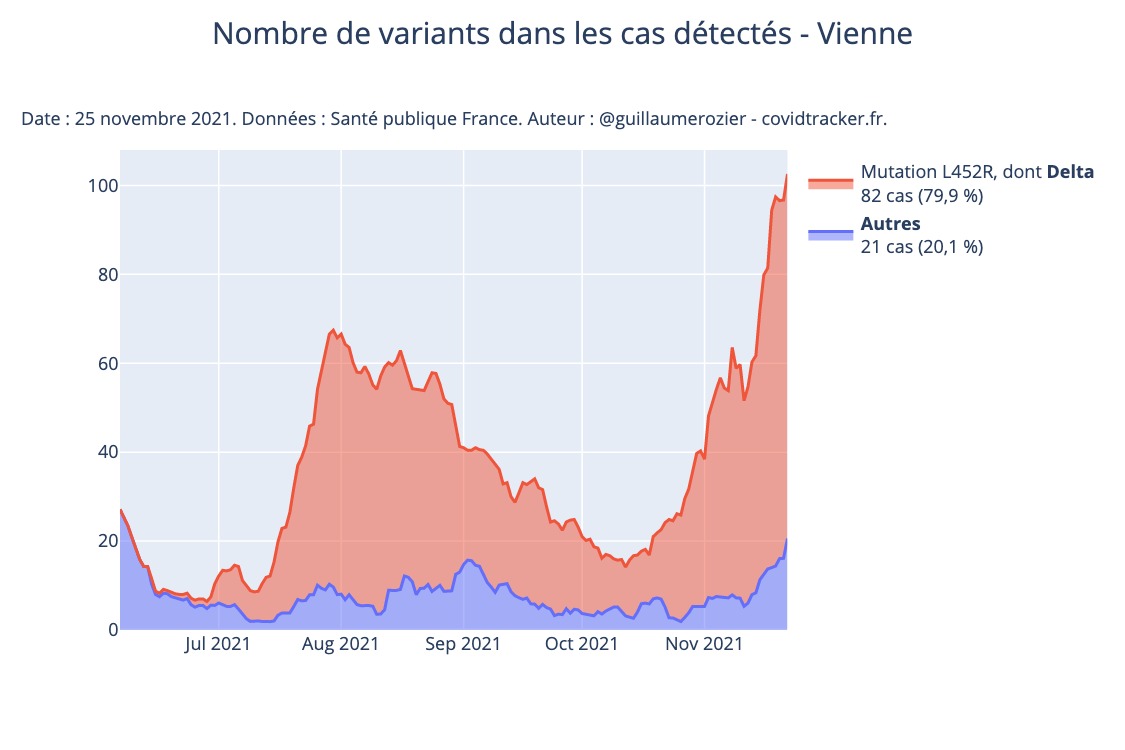 Nombre de variants dans les cas détectés - Vienne
Date : 25 novembre 2021. Données : Santé publique France. Auteur : @guillaumerozier - covidtracker.fr.
Mutation L452R, dont Delta
82 cas (79,9 %)
Autres
21 cas (20,1 %)
100
80
60
40
20
0
Jul 2021
Aug 2021
Sep 2021
Oct 2021
Nov 2021